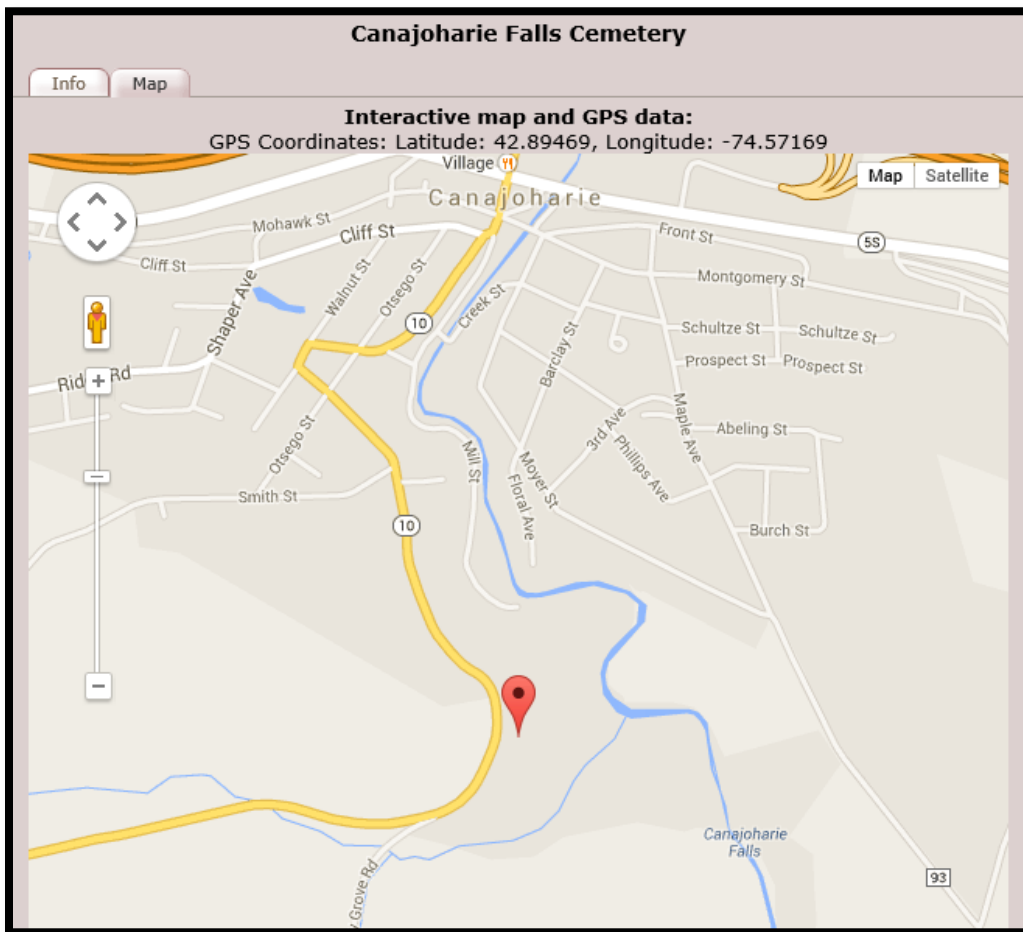 Canajoharie Falls Cemetery
Info
Map
Interactive map and GPS data:
GPS Coordinates: Latitude: 42.89469, Longitude: -74.57169
Village
Map
Satellite
Canajoharie
Mohawk St
Cliff St
Front St
5S
Cliff St
Montgomery St
Shaper Ave
Walnut St
Otsego St
Creek St
10
Schultze St
Schultze St
Barclay St
Prospect St
Prospect St
Rd
Maple Ave
3rd Ave
Abeling St
Otsego St
Mill St
Phillips Ave
Moyer St
Floral Ave
Smith St
10
Burch St
Canajoharie
Falls
93
Grove Rd